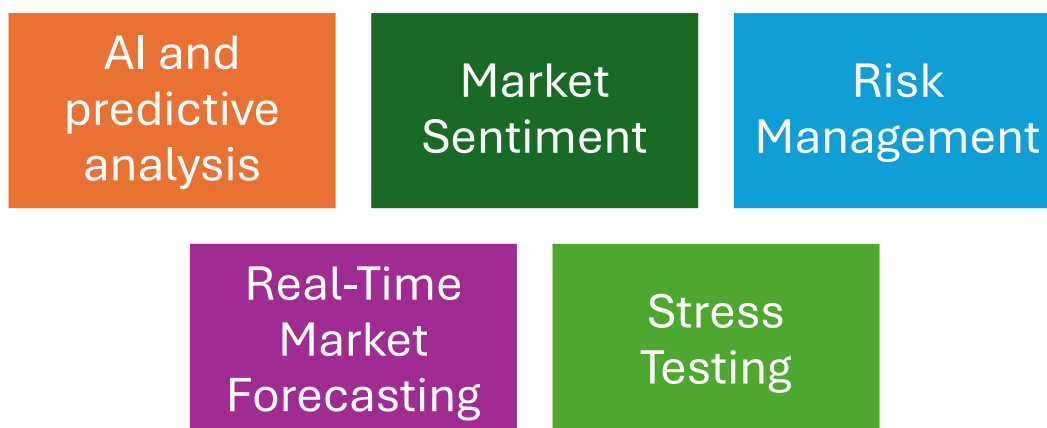 AI and
predictive
analysis
Market
Sentiment
Risk
Management
Real-Time
Market
Forecasting
Stress
Testing